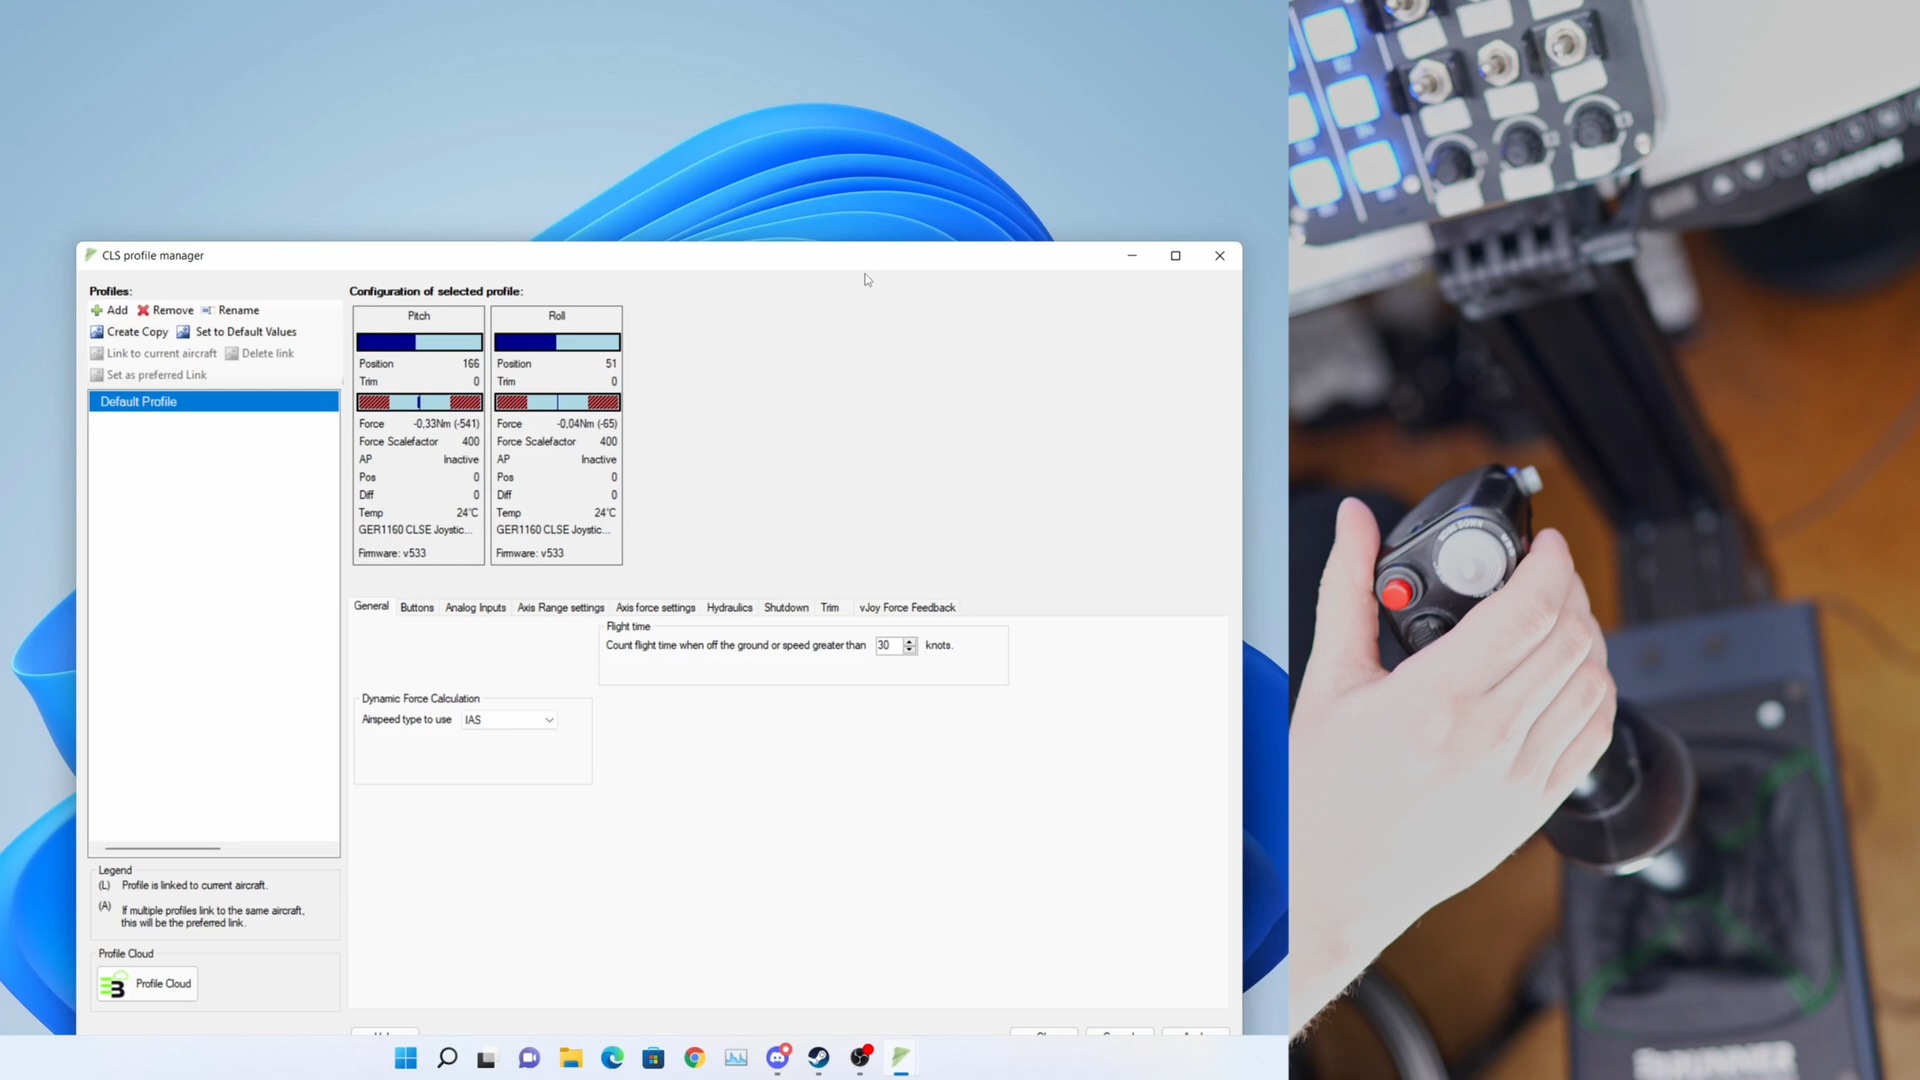 CLS profile manager
Profiles:
Add Remove Rename
Create Copy Set to Default Values
Link to current aircraft Delete link
Set as preferred Link
Default Profile
Legend
(L) Profile is linked to current aircraft.
(A) If multiple profiles link to the same aircraft,
this will be the preferred link.
Profile Cloud
Profile Cloud
Configuration of selected profile:
Pitch
Position 166
Trim 0
Force -0,33Nm (-541)
Force Scalefactor 400
AP Inactive
Pos 0
Diff 0
Temp 24°C
GER1160 CLSE Joystic...
Firmware: v533
Roll
Position 51
Trim 0
Force -0,04Nm (-65)
Force Scalefactor 400
AP Inactive
Pos 0
Diff 0
Temp 24°C
GER1160 CLSE Joystic...
Firmware: v533
General Buttons Analog Inputs Axis Range settings Axis force settings Hydraulics Shutdown Trim vJoy Force Feedback
Flight time
Count flight time when off the ground or speed greater than 30 knots.
Dynamic Force Calculation
Airspeed type to use IAS
BRUNNER